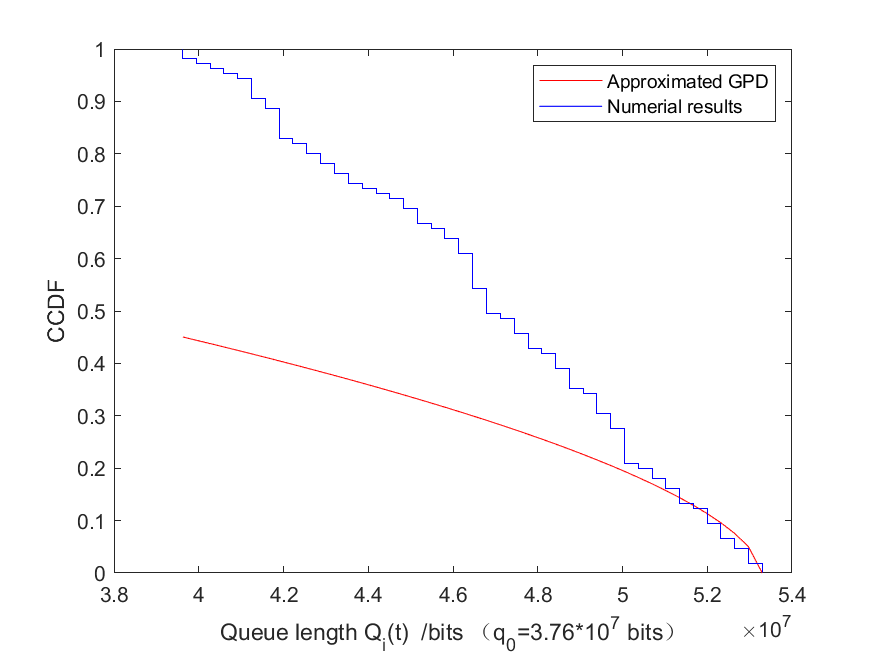 1
0.9
0.8
0.7
0.6
0.5
0.4
0.3
0.2
0.1
0
CCDF
Approximated GPD
Numerial results
3.8 4 4.2 4.4 4.6 4.8 5 5.2 5.4
×10⁷
Queue length Qᵢ(t) /bits （q₀=3.76*10⁷ bits）